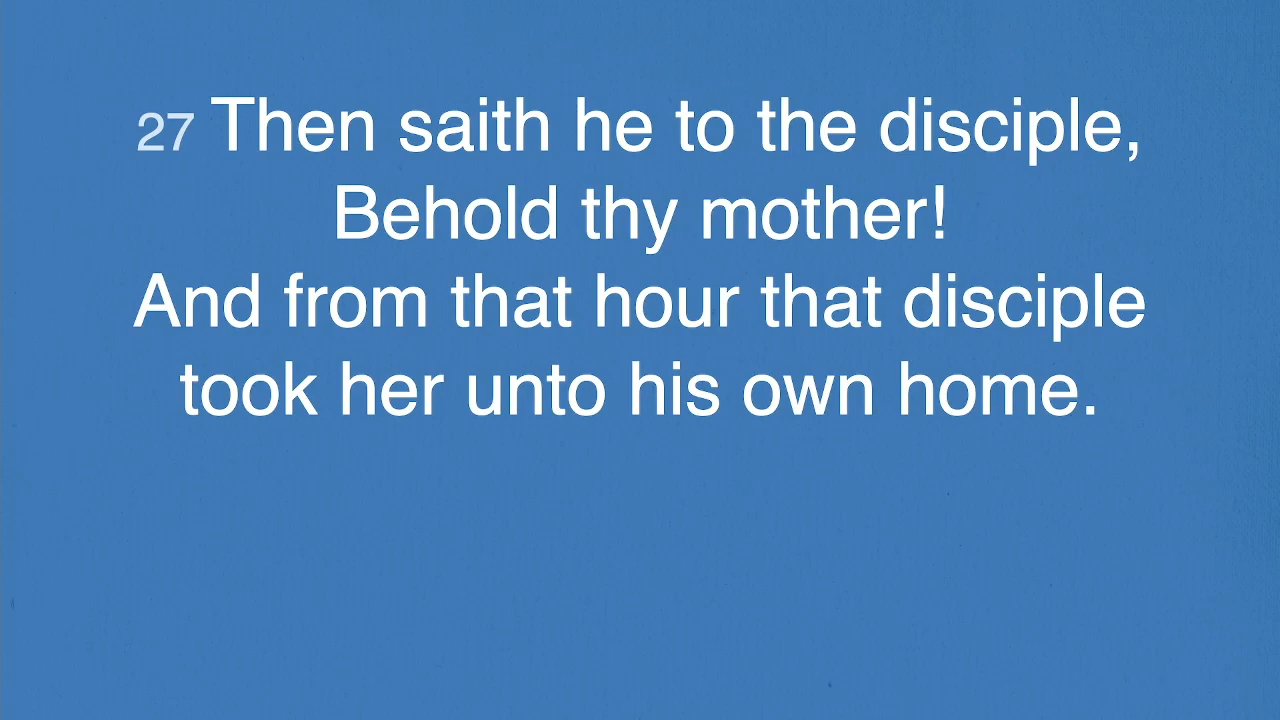 27 Then saith he to the disciple,
Behold thy mother!
And from that hour that disciple
took her unto his own home.